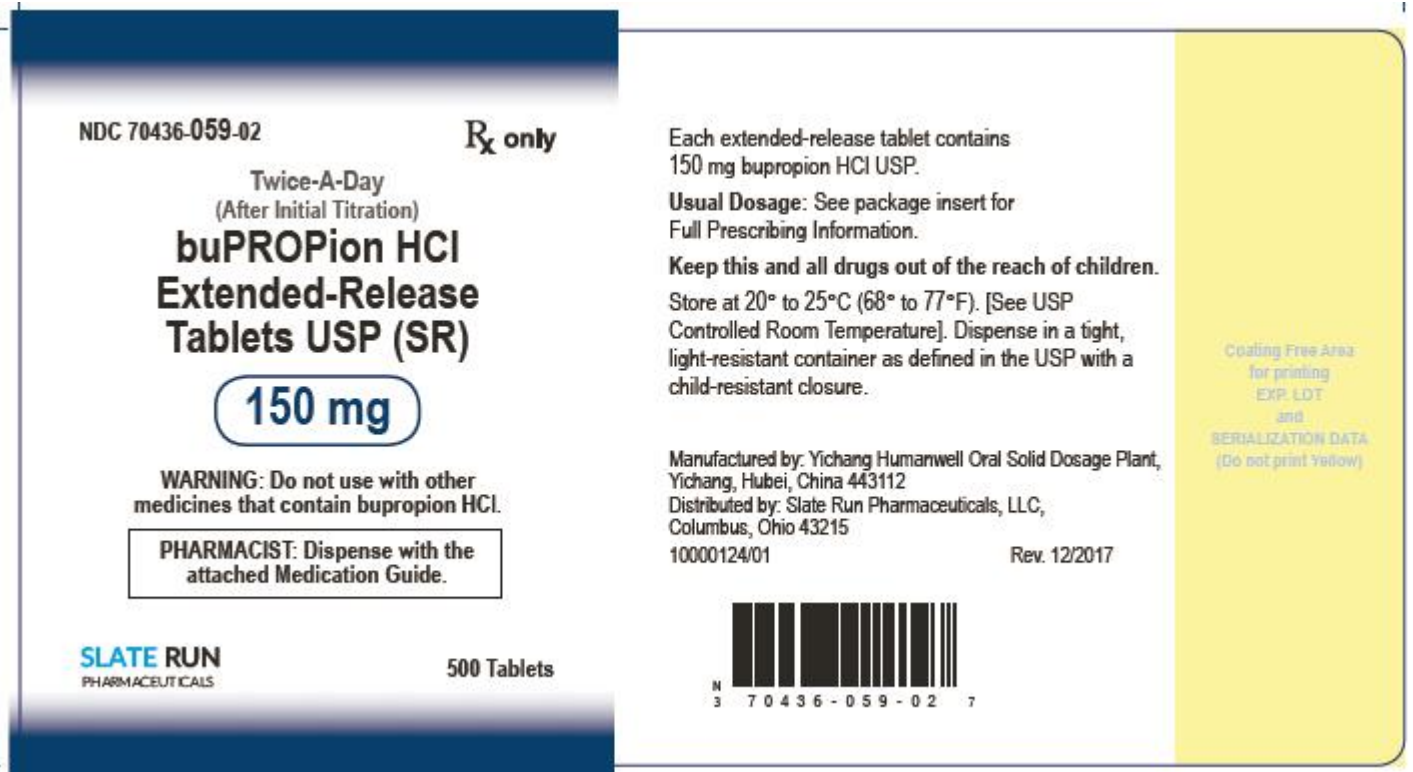 NDC 70436-059-02
Rx only
Twice-A-Day
(After Initial Titration)
buPROPion HCl
Extended-Release
Tablets USP (SR)
150 mg
WARNING: Do not use with other
medicines that contain bupropion HCl.
PHARMACIST: Dispense with the
attached Medication Guide.
SLATE RUN
PHARMACEUTICALS
500 Tablets
Each extended-release tablet contains
150 mg bupropion HCl USP.
Usual Dosage: See package insert for
Full Prescribing Information.
Keep this and all drugs out of the reach of children.
Store at 20° to 25°C (68° to 77°F). [See USP
Controlled Room Temperature]. Dispense in a tight,
light-resistant container as defined in the USP with a
child-resistant closure.
Manufactured by: Yichang Humanwell Oral Solid Dosage Plant,
Yichang, Hubei, China 443112
Distributed by: Slate Run Pharmaceuticals, LLC,
Columbus, Ohio 43215
10000124/01 Rev. 12/2017
N
3 70436-059-02 7
Coating Free Area
for printing
EXP. LOT
and
SERIALIZATION DATA
(Do not print Yellow)